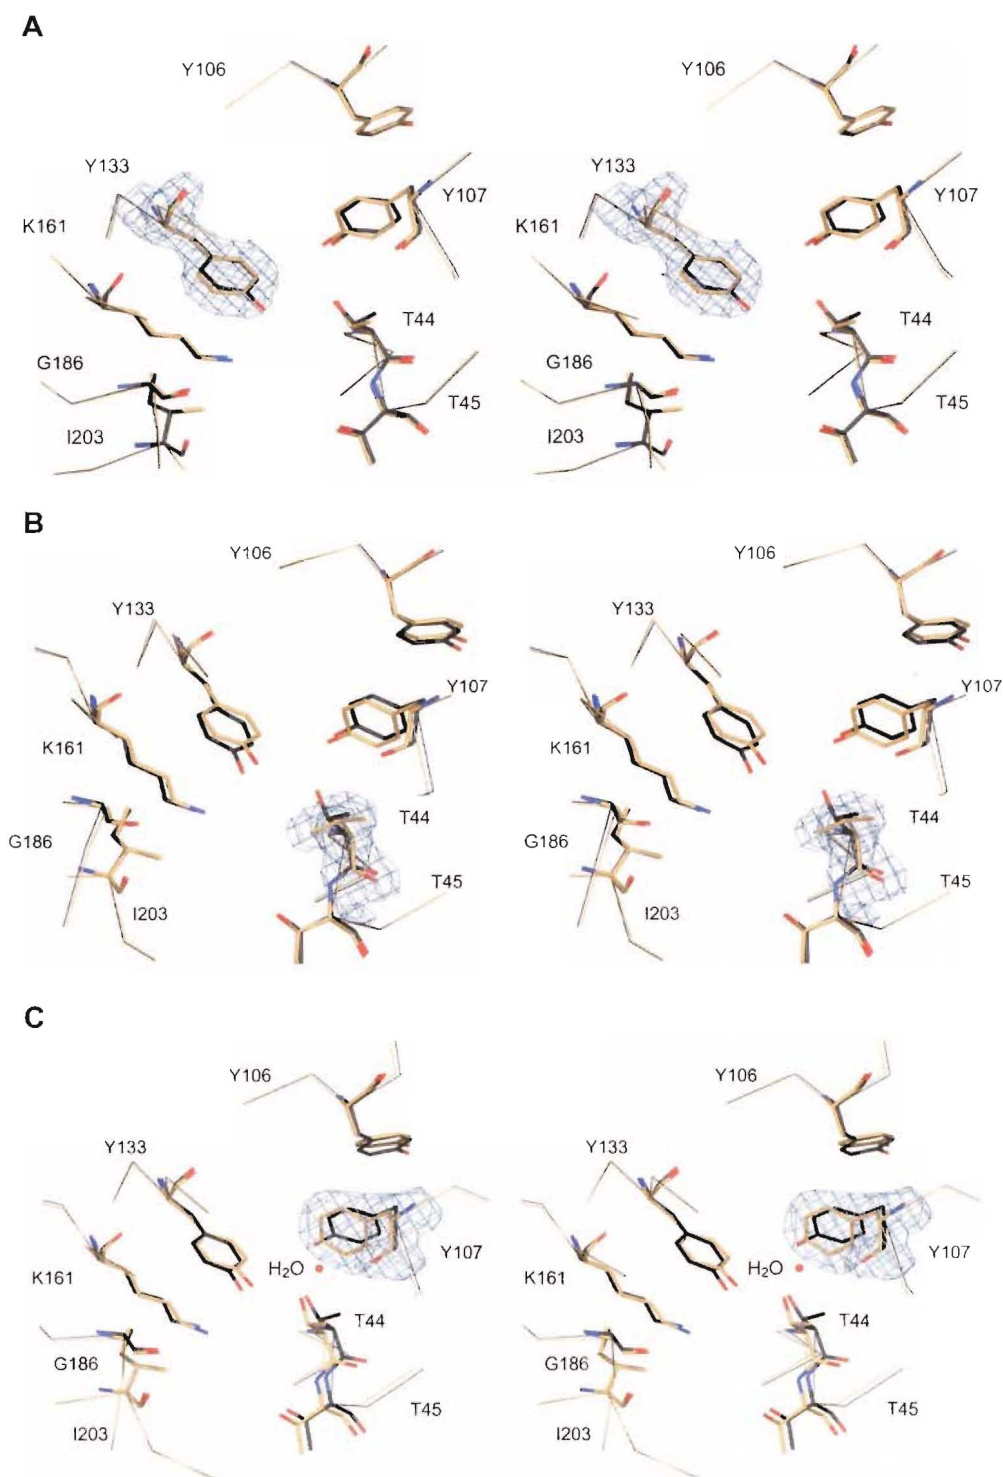 A
Y106 Y106
Y133 Y133
Y107 Y107
K161 K161
T44 T44
G186 G186
T45 T45
I203 I203
B
Y106 Y106
Y133 Y133
Y107 Y107
K161 K161
T44 T44
G186 G186
T45 T45
I203 I203
C
Y106 Y106
Y133 Y133
Y107 Y107
H₂O H₂O
K161 K161
T44 T44
G186 G186
T45 T45
I203 I203